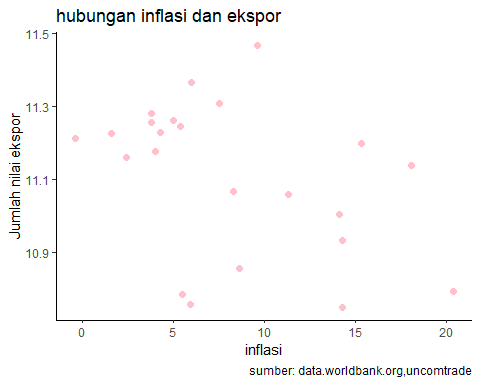 hubungan inflasi dan ekspor
11.5
11.3
11.1
10.9
Jumlah nilai ekspor
0 5 10 15 20
inflasi
sumber: data.worldbank.org,uncomtrade